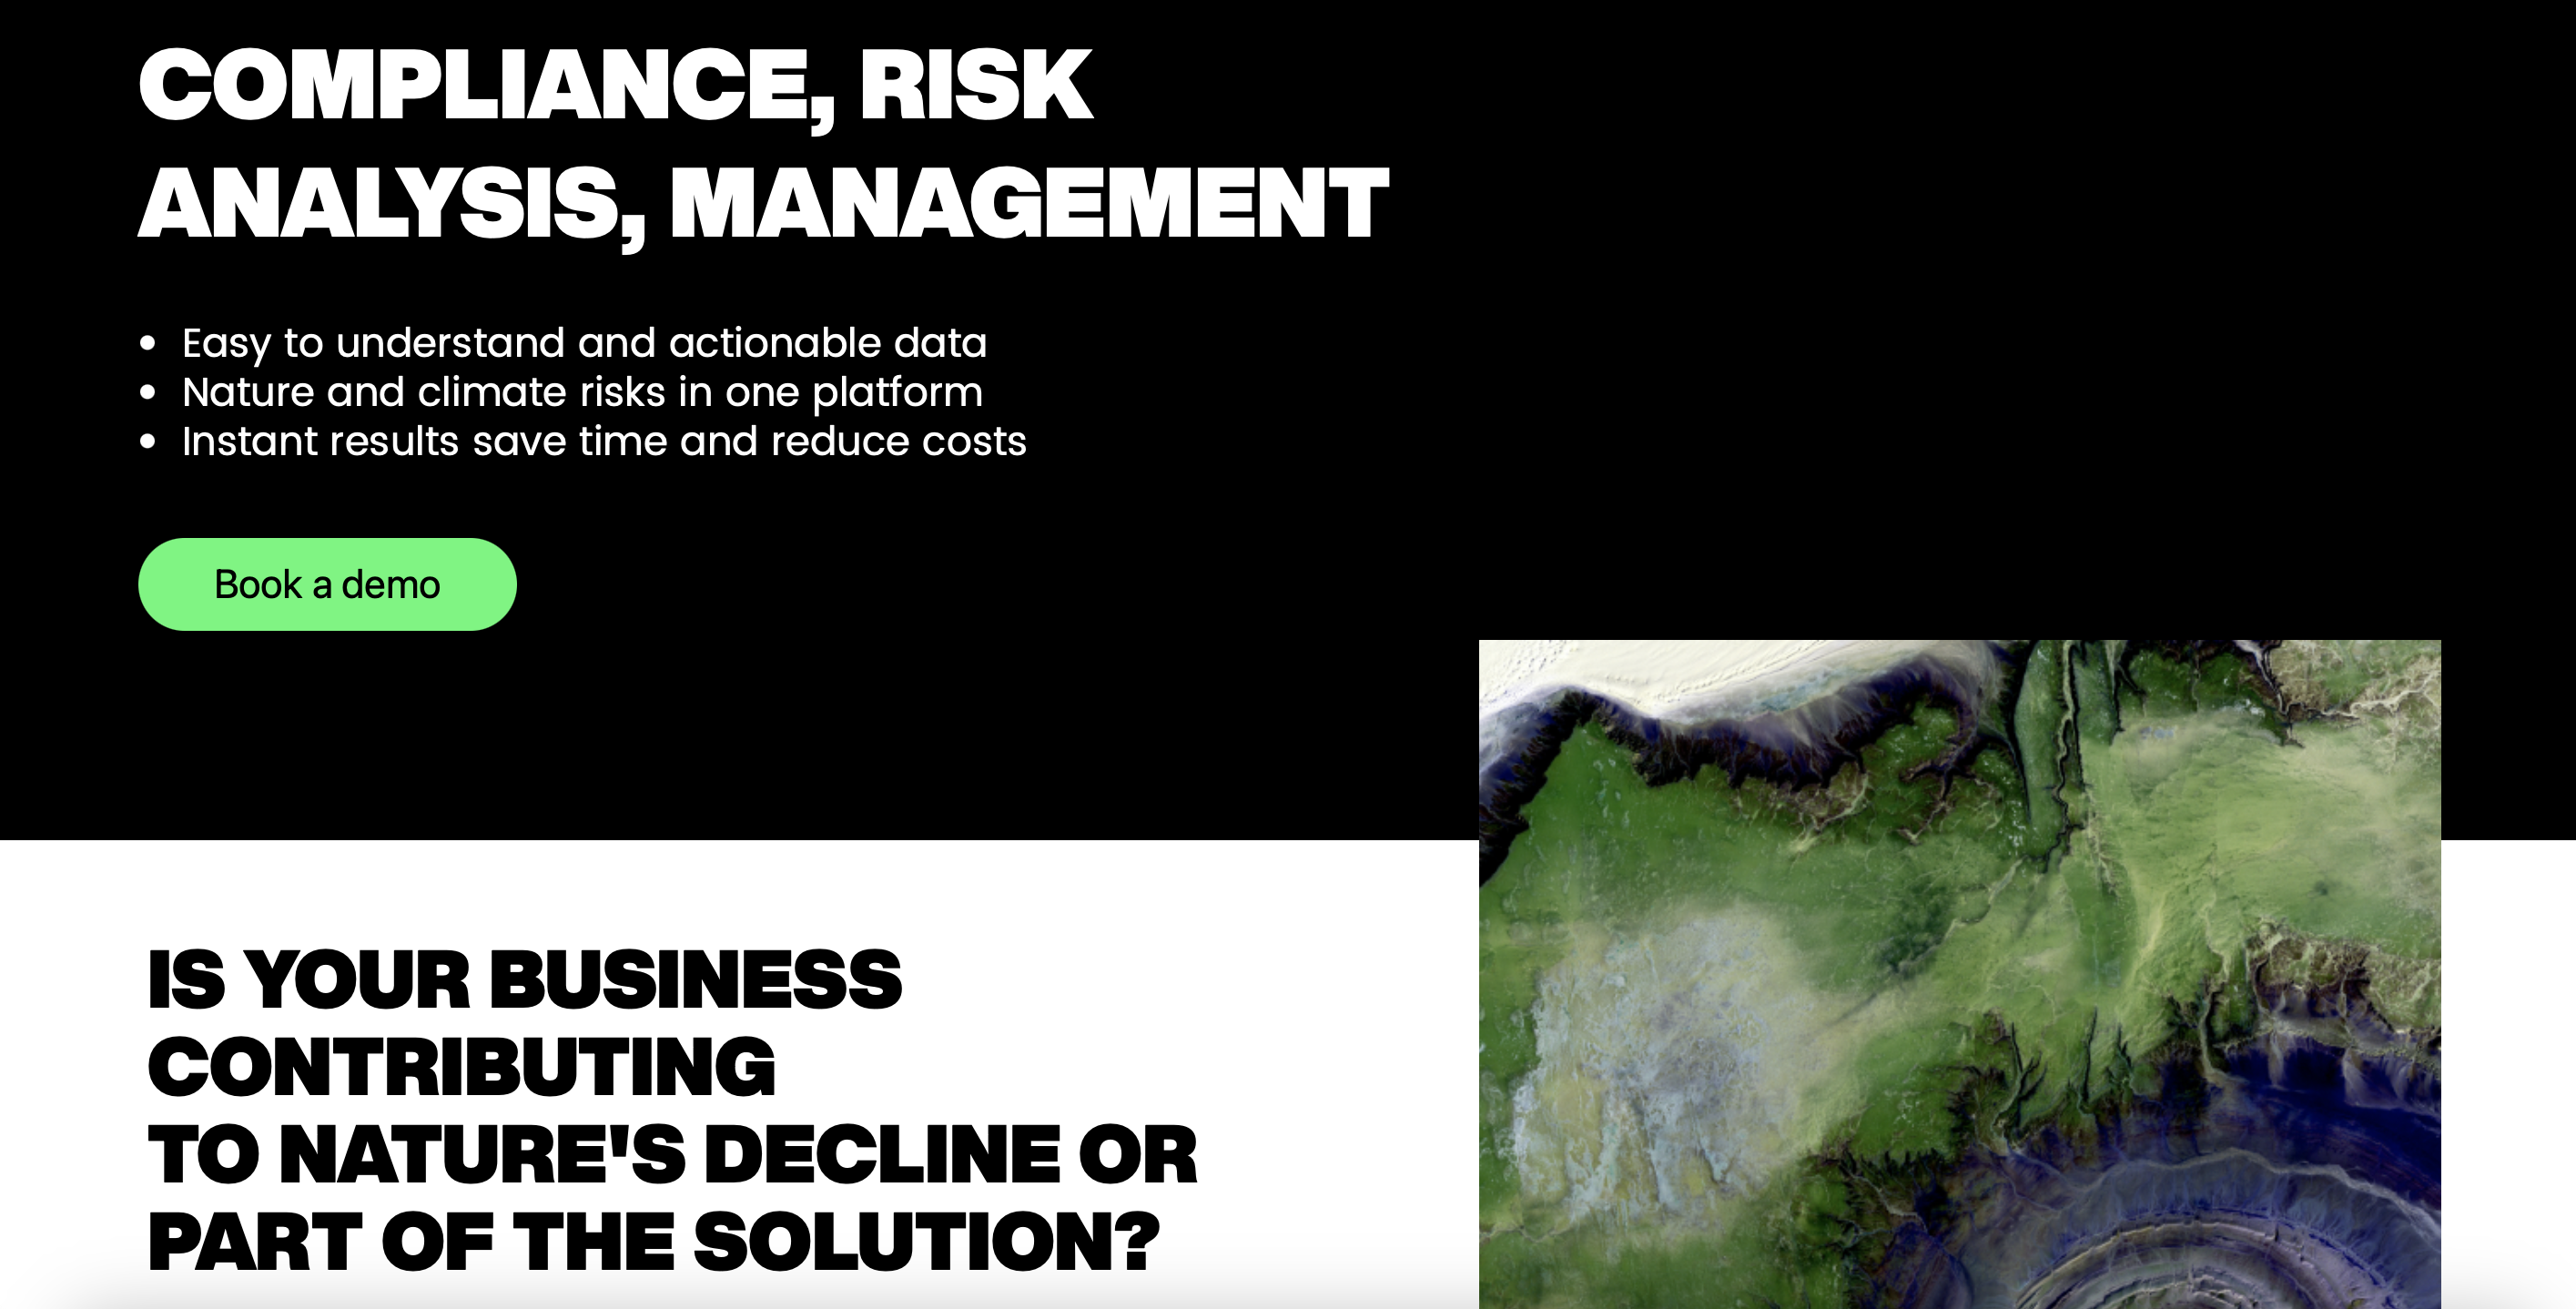 COMPLIANCE, RISK
ANALYSIS, MANAGEMENT
• Easy to understand and actionable data
• Nature and climate risks in one platform
• Instant results save time and reduce costs
Book a demo
IS YOUR BUSINESS
CONTRIBUTING
TO NATURE'S DECLINE OR
PART OF THE SOLUTION?